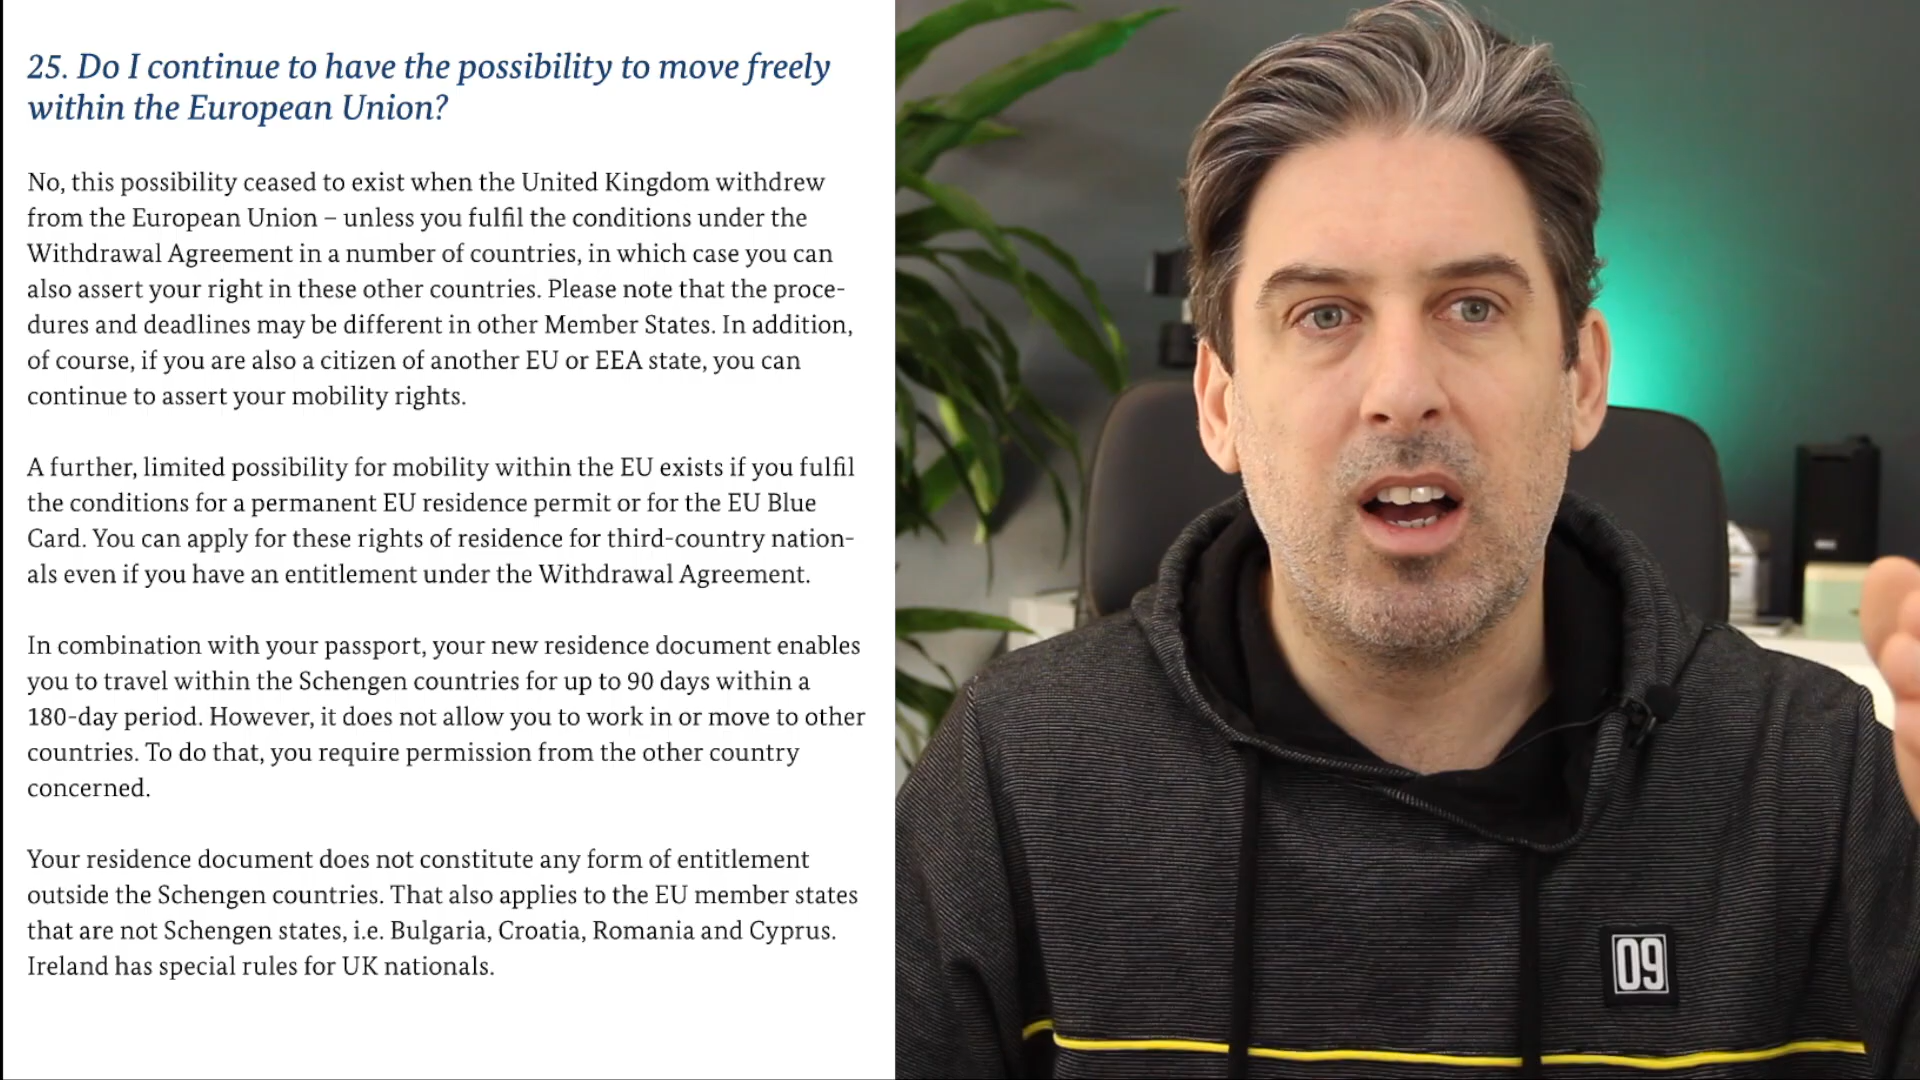 25. Do I continue to have the possibility to move freely
within the European Union?
No, this possibility ceased to exist when the United Kingdom withdrew
from the European Union – unless you fulfil the conditions under the
Withdrawal Agreement in a number of countries, in which case you can
also assert your right in these other countries. Please note that the proce-
dures and deadlines may be different in other Member States. In addition,
of course, if you are also a citizen of another EU or EEA state, you can
continue to assert your mobility rights.
A further, limited possibility for mobility within the EU exists if you fulfil
the conditions for a permanent EU residence permit or for the EU Blue
Card. You can apply for these rights of residence for third-country nation-
als even if you have an entitlement under the Withdrawal Agreement.
In combination with your passport, your new residence document enables
you to travel within the Schengen countries for up to 90 days within a
180-day period. However, it does not allow you to work in or move to other
countries. To do that, you require permission from the other country
concerned.
Your residence document does not constitute any form of entitlement
outside the Schengen countries. That also applies to the EU member states
that are not Schengen states, i.e. Bulgaria, Croatia, Romania and Cyprus.
Ireland has special rules for UK nationals.
09